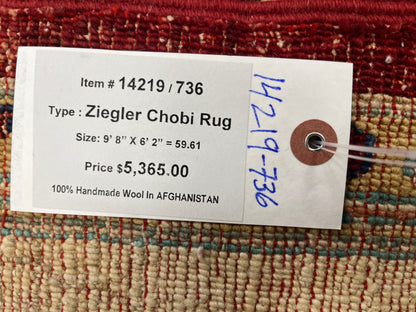 Item # 14219 / 736
Type : Ziegler Chobi Rug
Size: 9' 8" X 6' 2" = 59.61
Price $5,365.00
100% Handmade Wool In AFGHANISTAN
14219-736